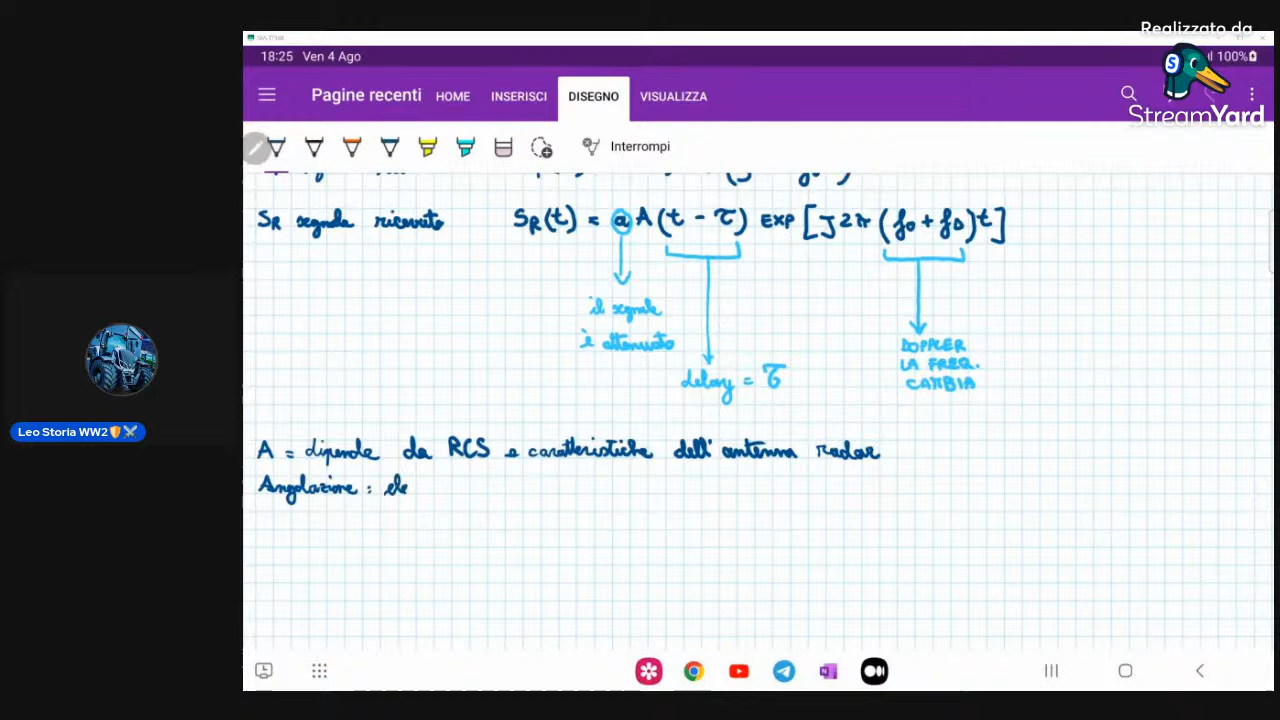 Realizzato da
StreamYard
18:25 Ven 4 Ago
100%
Pagine recenti HOME INSERISCI DISEGNO VISUALIZZA
Interrompi
SR segnale ricevuto SR(t) = a A (t - τ) EXP [J 2π (f0 + fD) t]
il segnale
è attenuato
delay = τ
DOPPLER
LA FREQ.
CAMBIA
A = dipende da RCS e caratteristiche dell'antenna radar
Angolazione : ele
Leo Storia WW2🛡️⚔️